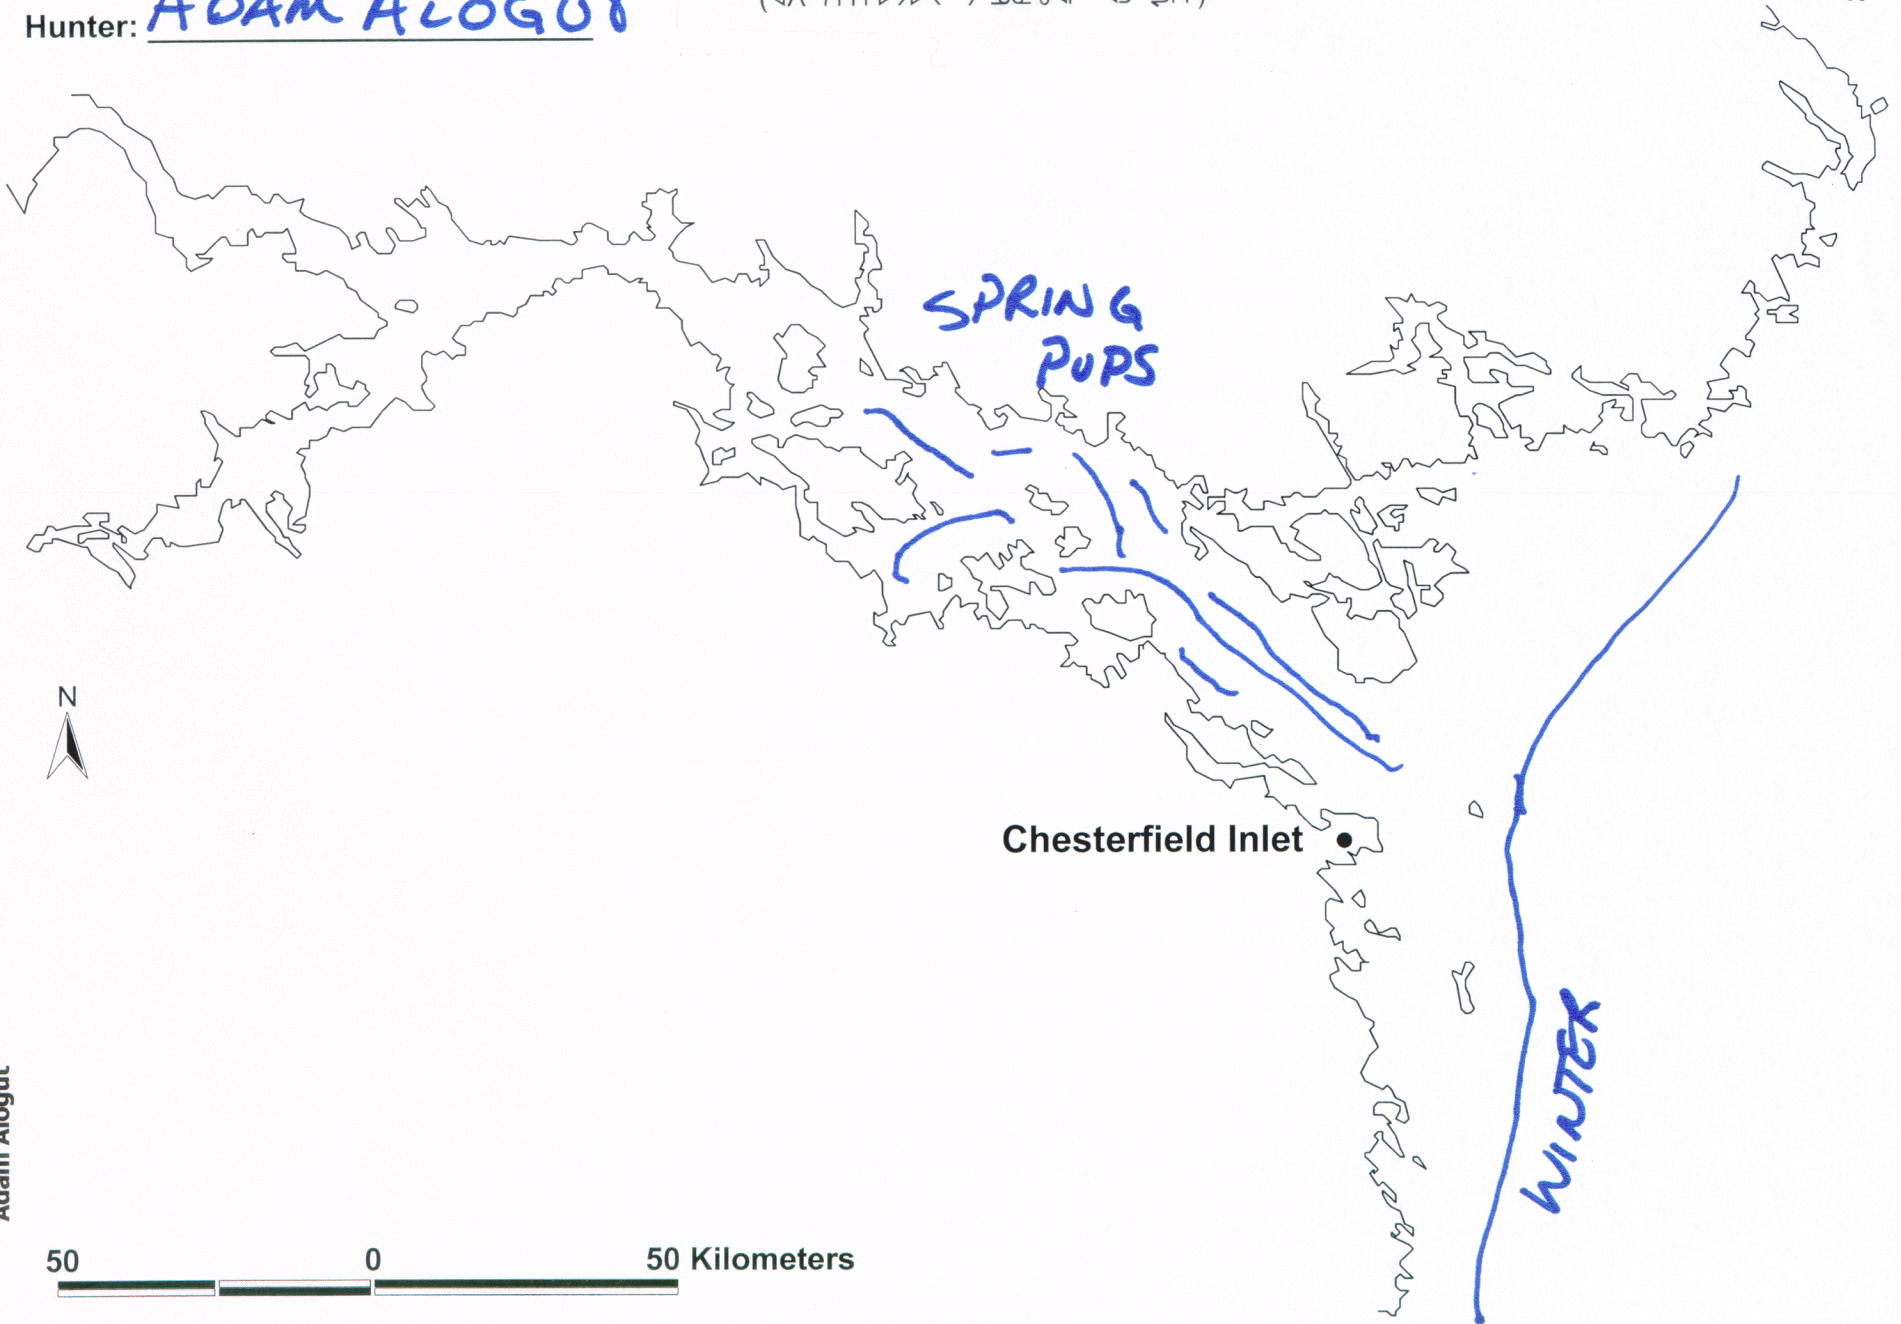 Hunter: ADAM ALOGUT
SPRING
PUPS
N
Chesterfield Inlet
WINTER
Adam Alogut
50 0 50 Kilometers